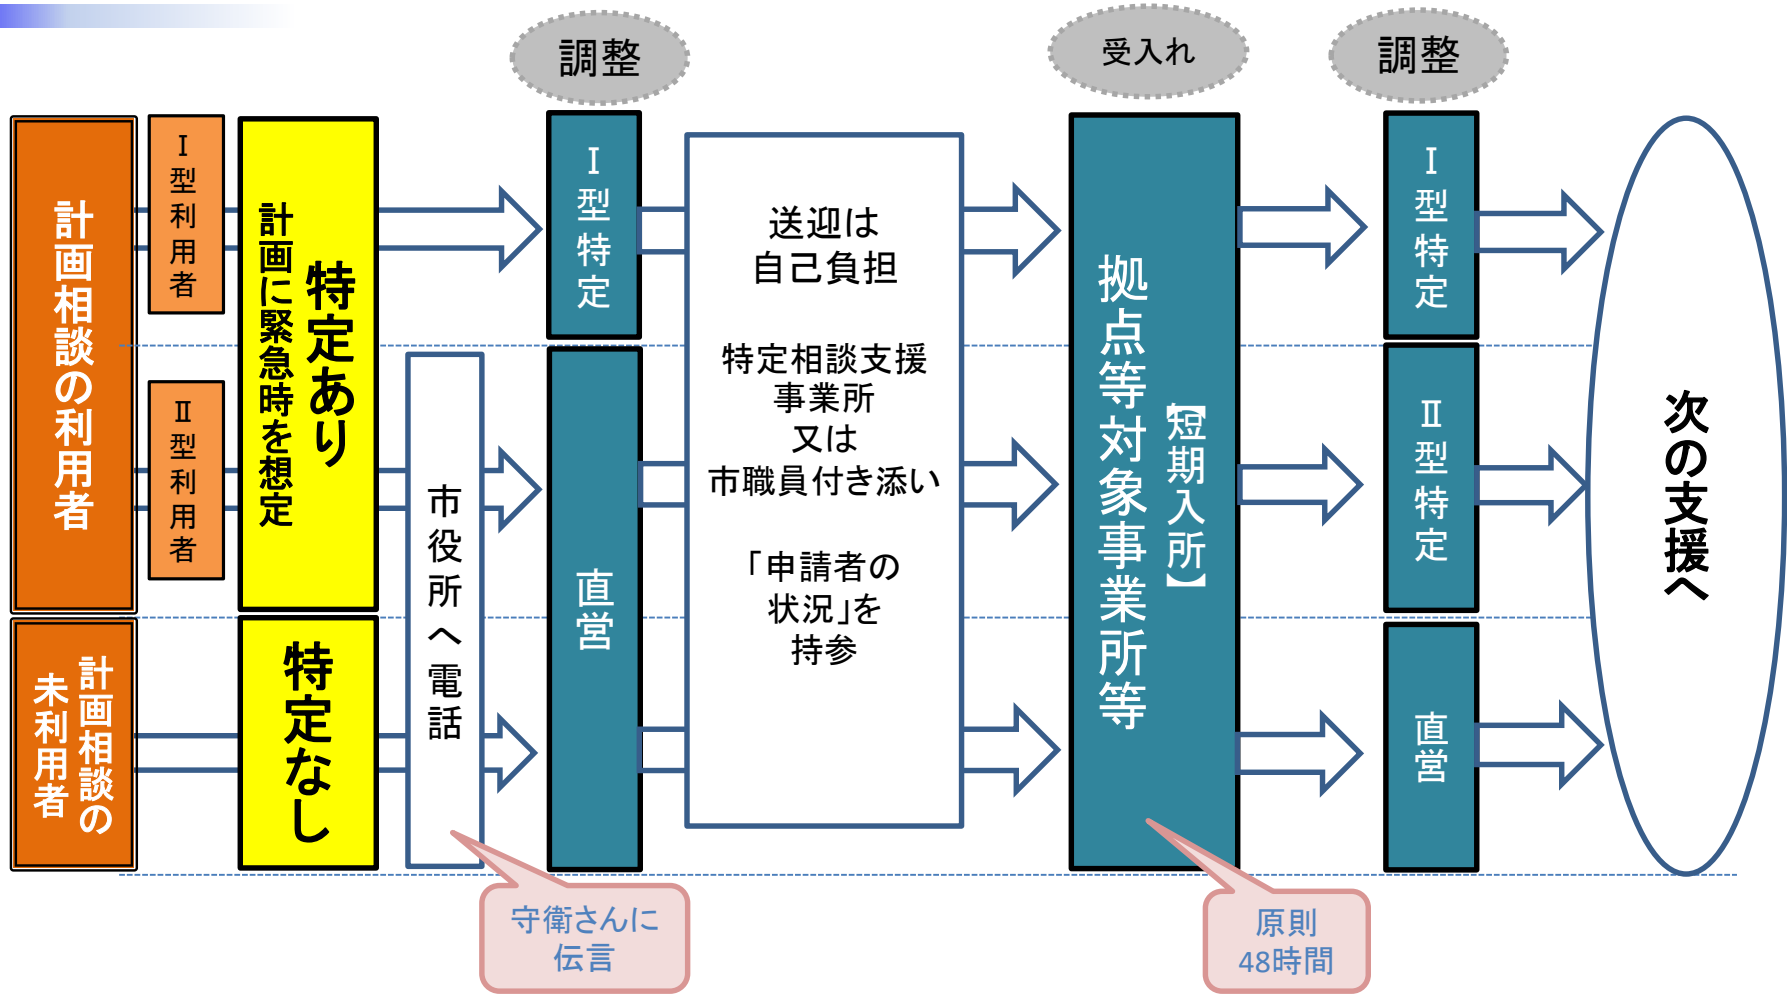 調整
受入れ
調整
計画相談の利用者
Ⅰ型利用者
Ⅱ型利用者
特定あり
計画に緊急時を想定
計画相談の
未利用者
特定なし
市役所へ電話
Ⅰ型特定
直営
送迎は
自己負担
特定相談支援
事業所
又は
市職員付き添い
「申請者の
状況」を
持参
拠点等対象事業所等
【短期入所】
Ⅰ型特定
Ⅱ型特定
直営
次の支援へ
守衛さんに
伝言
原則
48時間